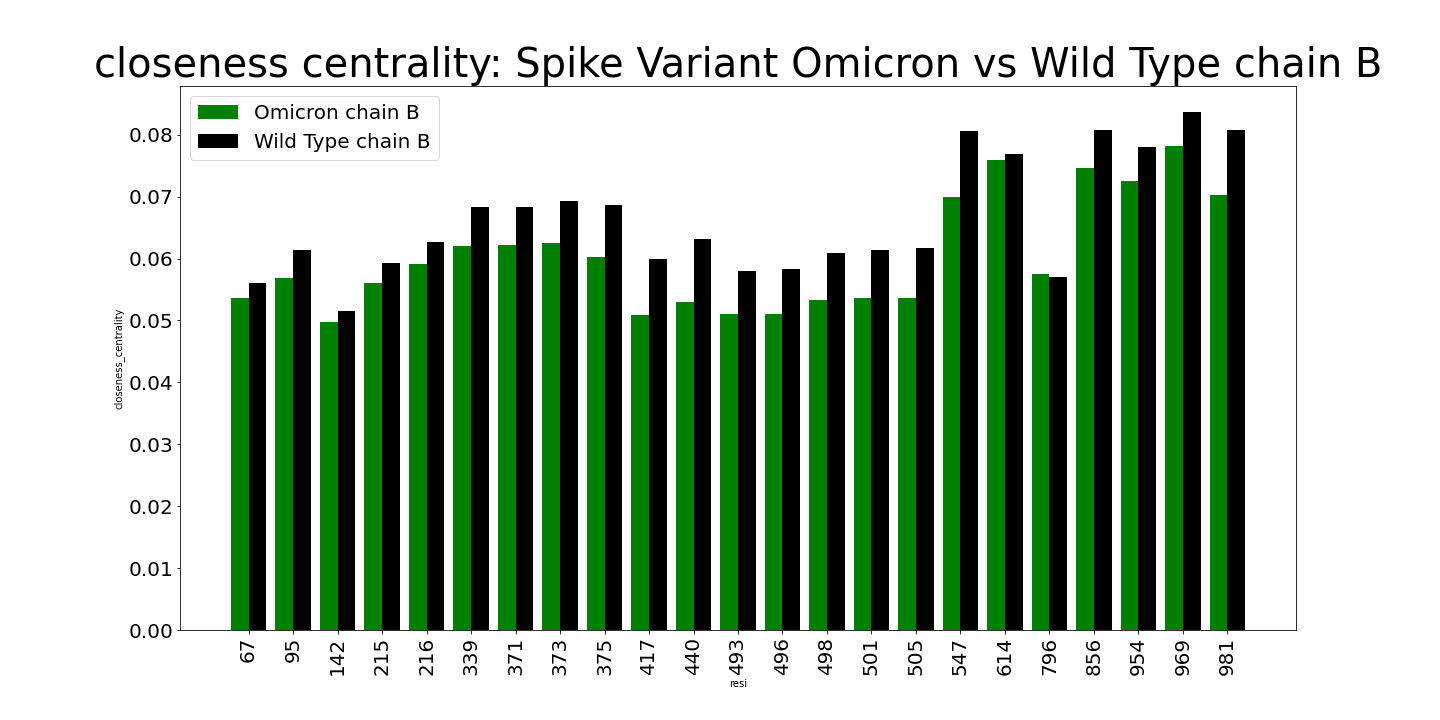 closeness centrality: Spike Variant Omicron vs Wild Type chain B
Omicron chain B
Wild Type chain B
0.08
0.07
0.06
0.05
0.04
0.03
0.02
0.01
0.00
closeness_centrality
67 95 142 215 216 339 371 373 375 417 440 493 496 498 501 505 547 614 796 856 954 969 981
resi